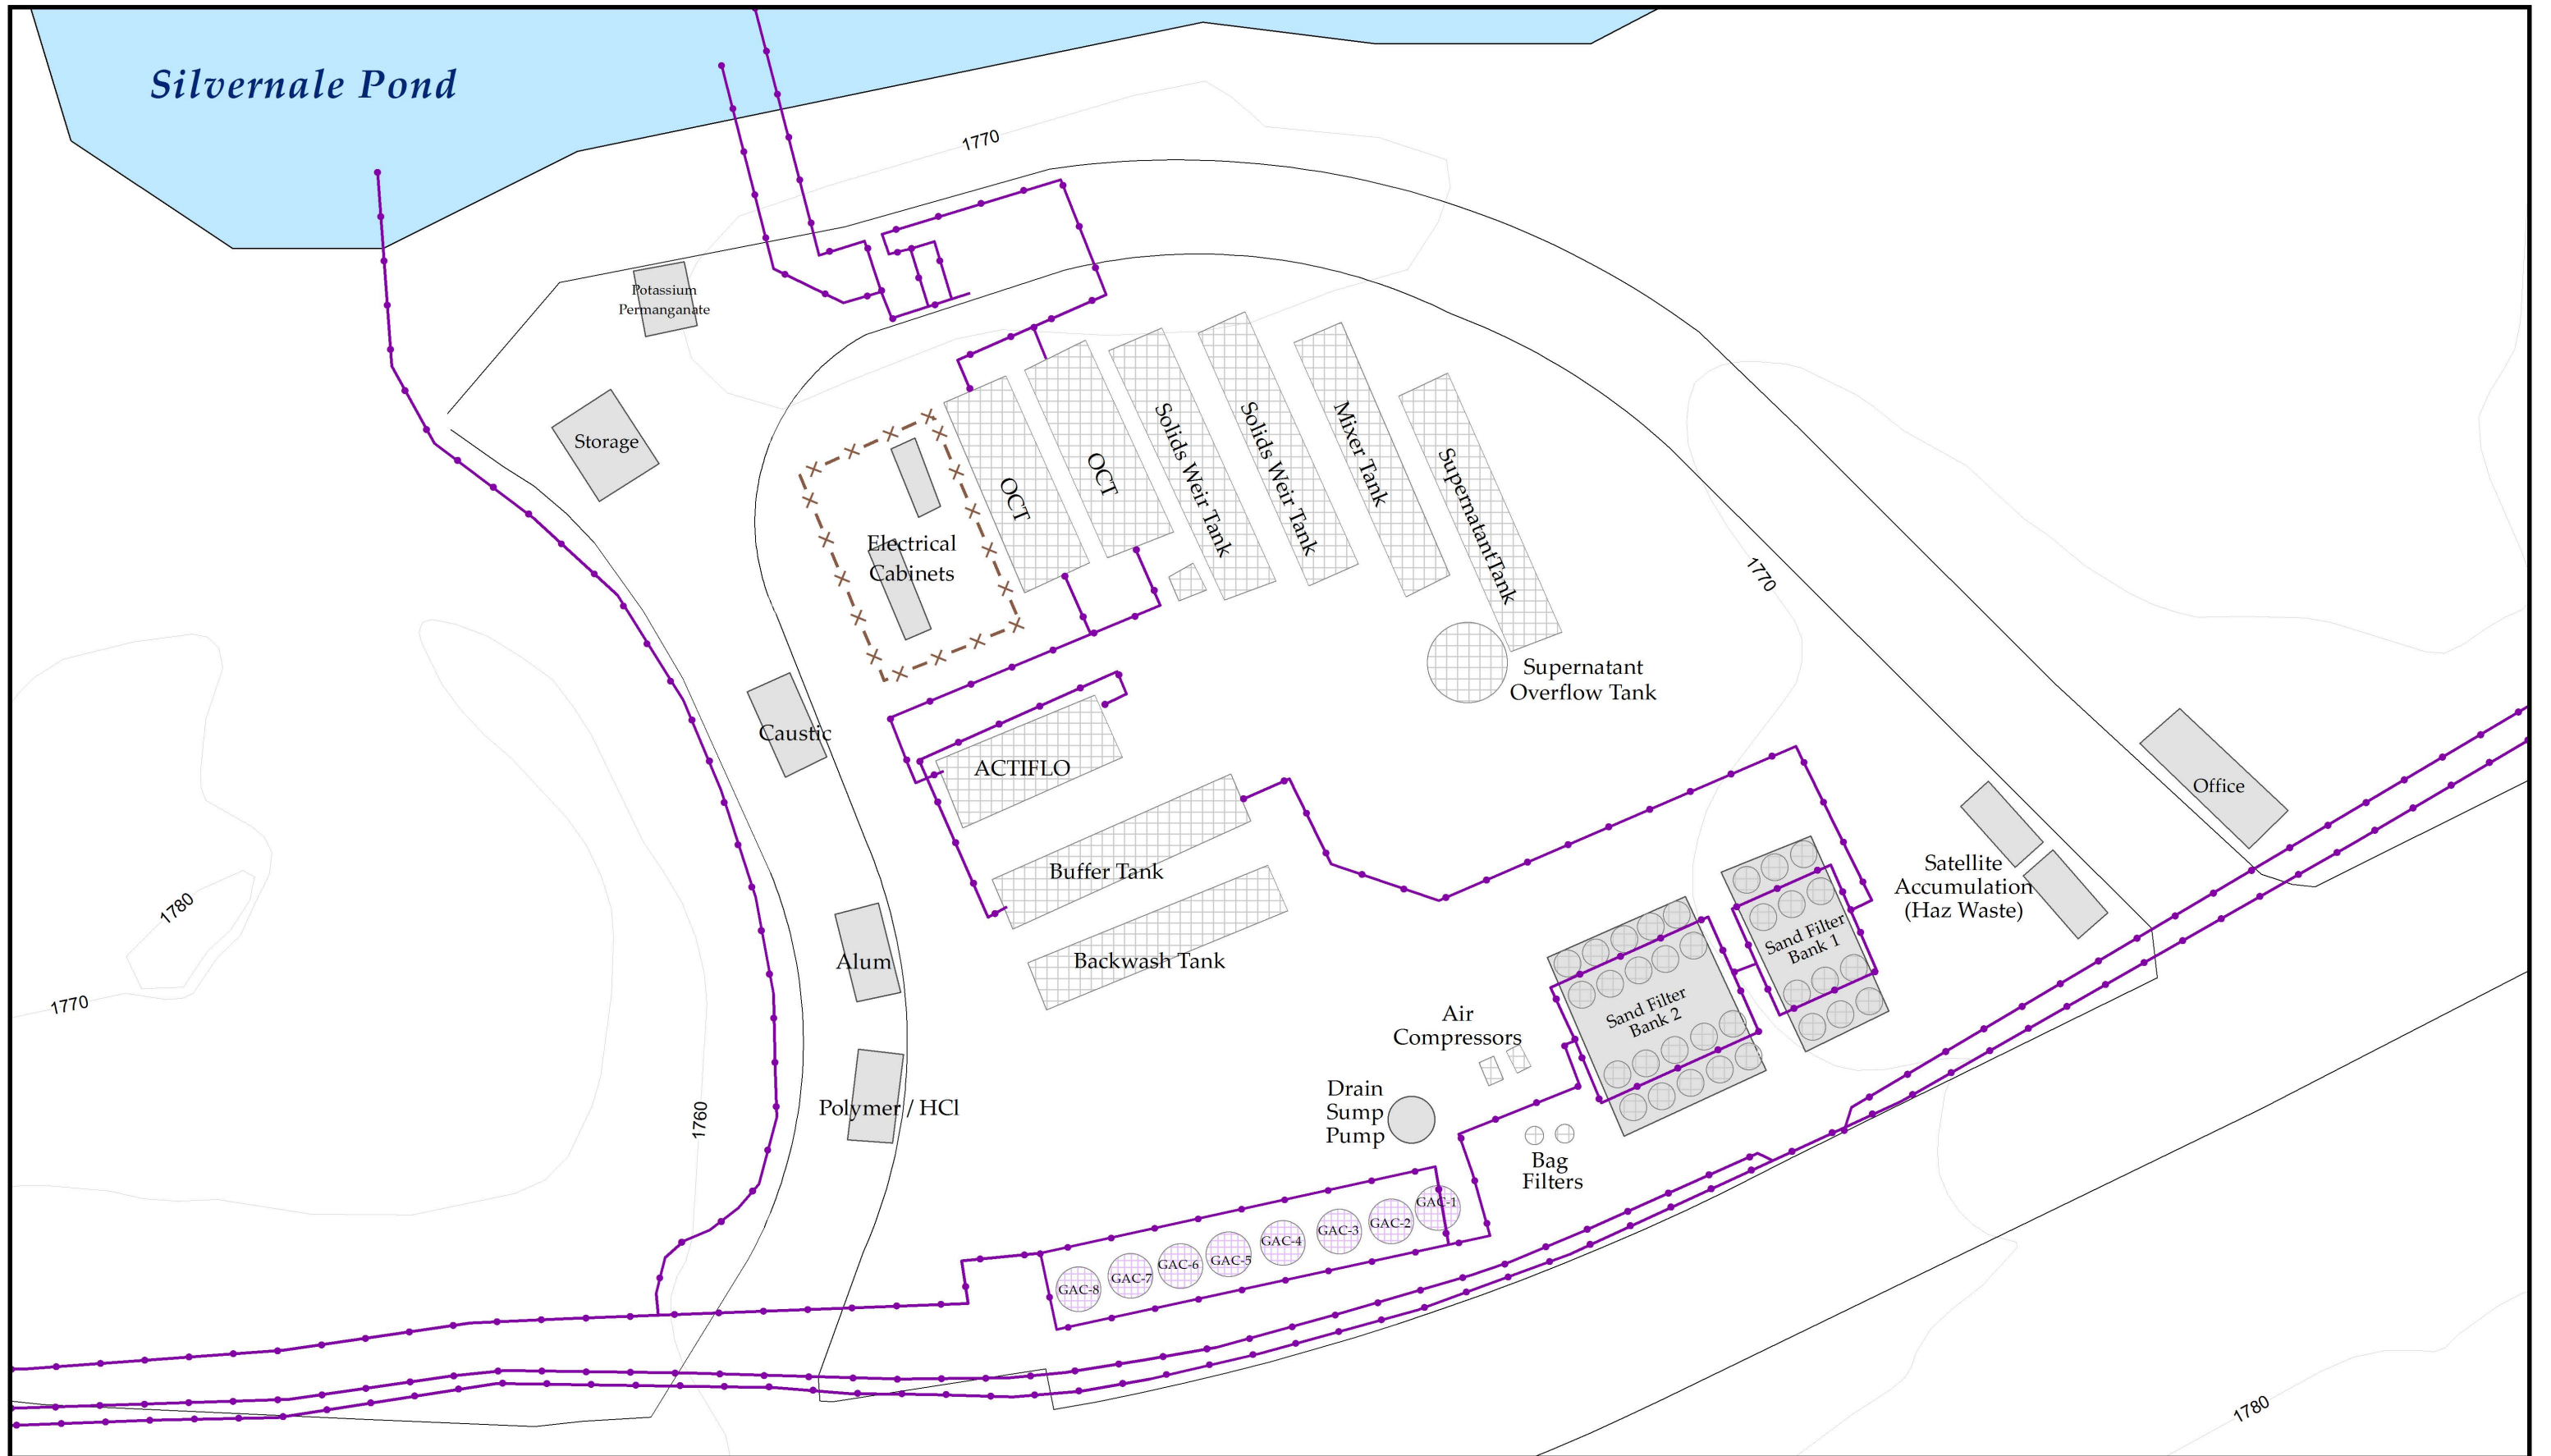 Silvernale Pond
1770
Potassium
Permanganate
Storage
OCT
OCT
Solids Weir Tank
Solids Weir Tank
Mixer Tank
SupernatantTank
Electrical
Cabinets
1770
Supernatant
Overflow Tank
Caustic
ACTIFLO
Office
Buffer Tank
Satellite
Accumulation
(Haz Waste)
1780
Sand Filter
Bank 1
Alum
Backwash Tank
1770
Sand Filter
Bank 2
Air
Compressors
Drain
Sump
Pump
1760
Polymer / HCl
Bag
Filters
GAC-1
GAC-2
GAC-3
GAC-4
GAC-5
GAC-6
GAC-7
GAC-8
1780